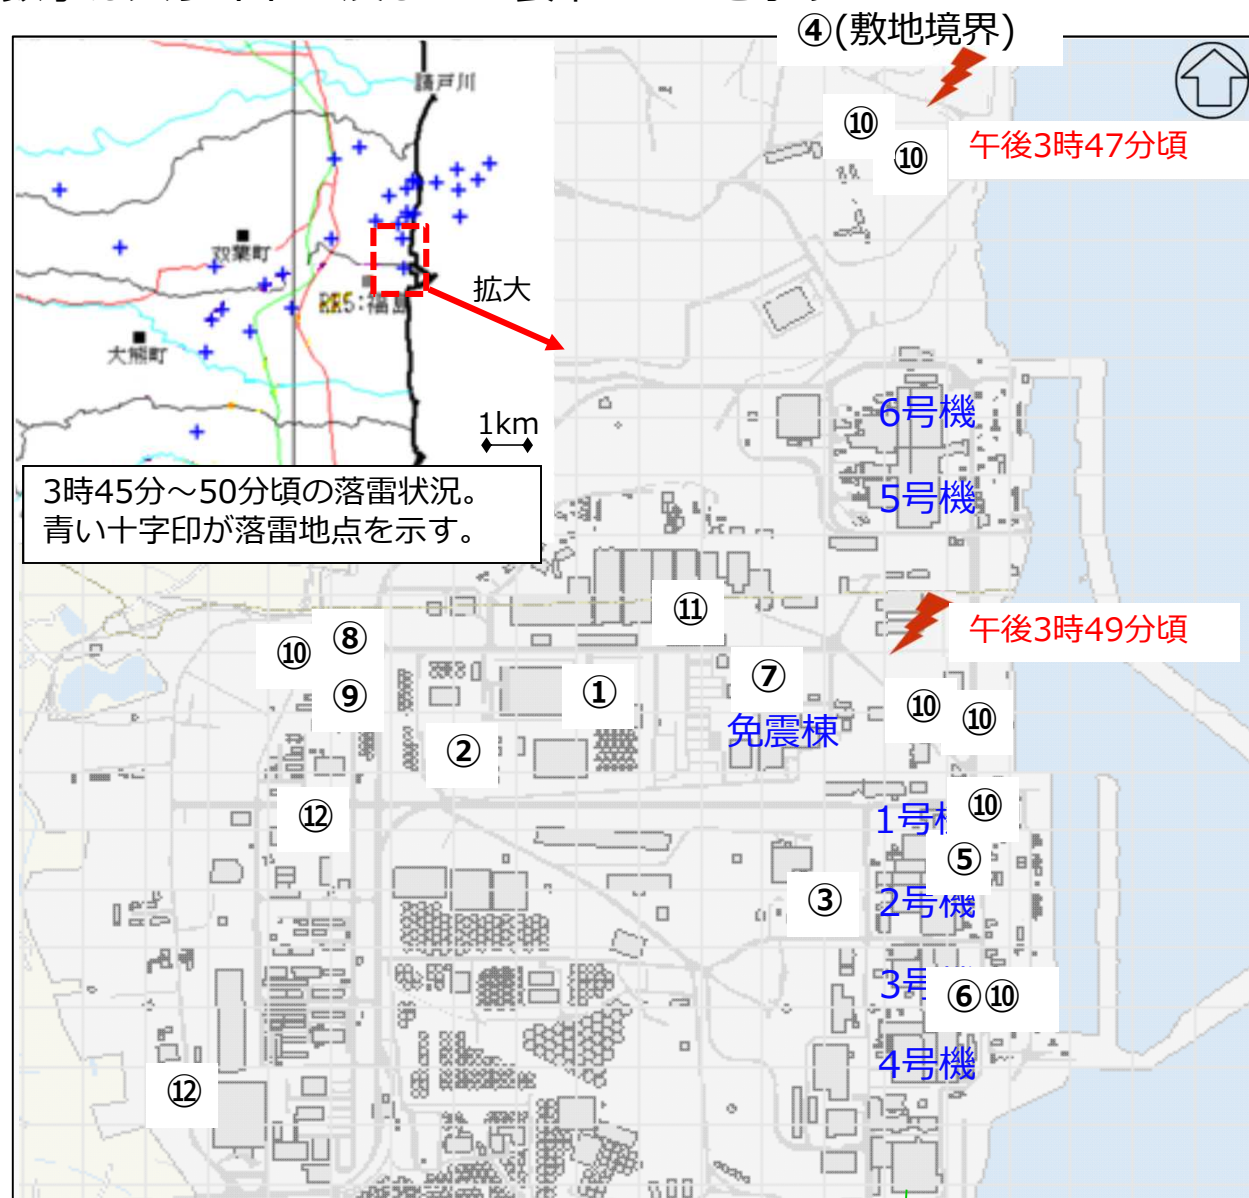 ④(敷地境界)
請戸川
⑩
⑩
午後3時47分頃
双葉町
拡大
RR5:福島
大熊町
1km
6号機
3時45分～50分頃の落雷状況。
青い十字印が落雷地点を示す。
5号機
⑪
⑧
⑩
午後3時49分頃
⑨
①
⑦
⑩
⑩
②
免震棟
⑫
1号機
⑩
⑤
③
2号機
3号
⑥⑩
4号機
⑫